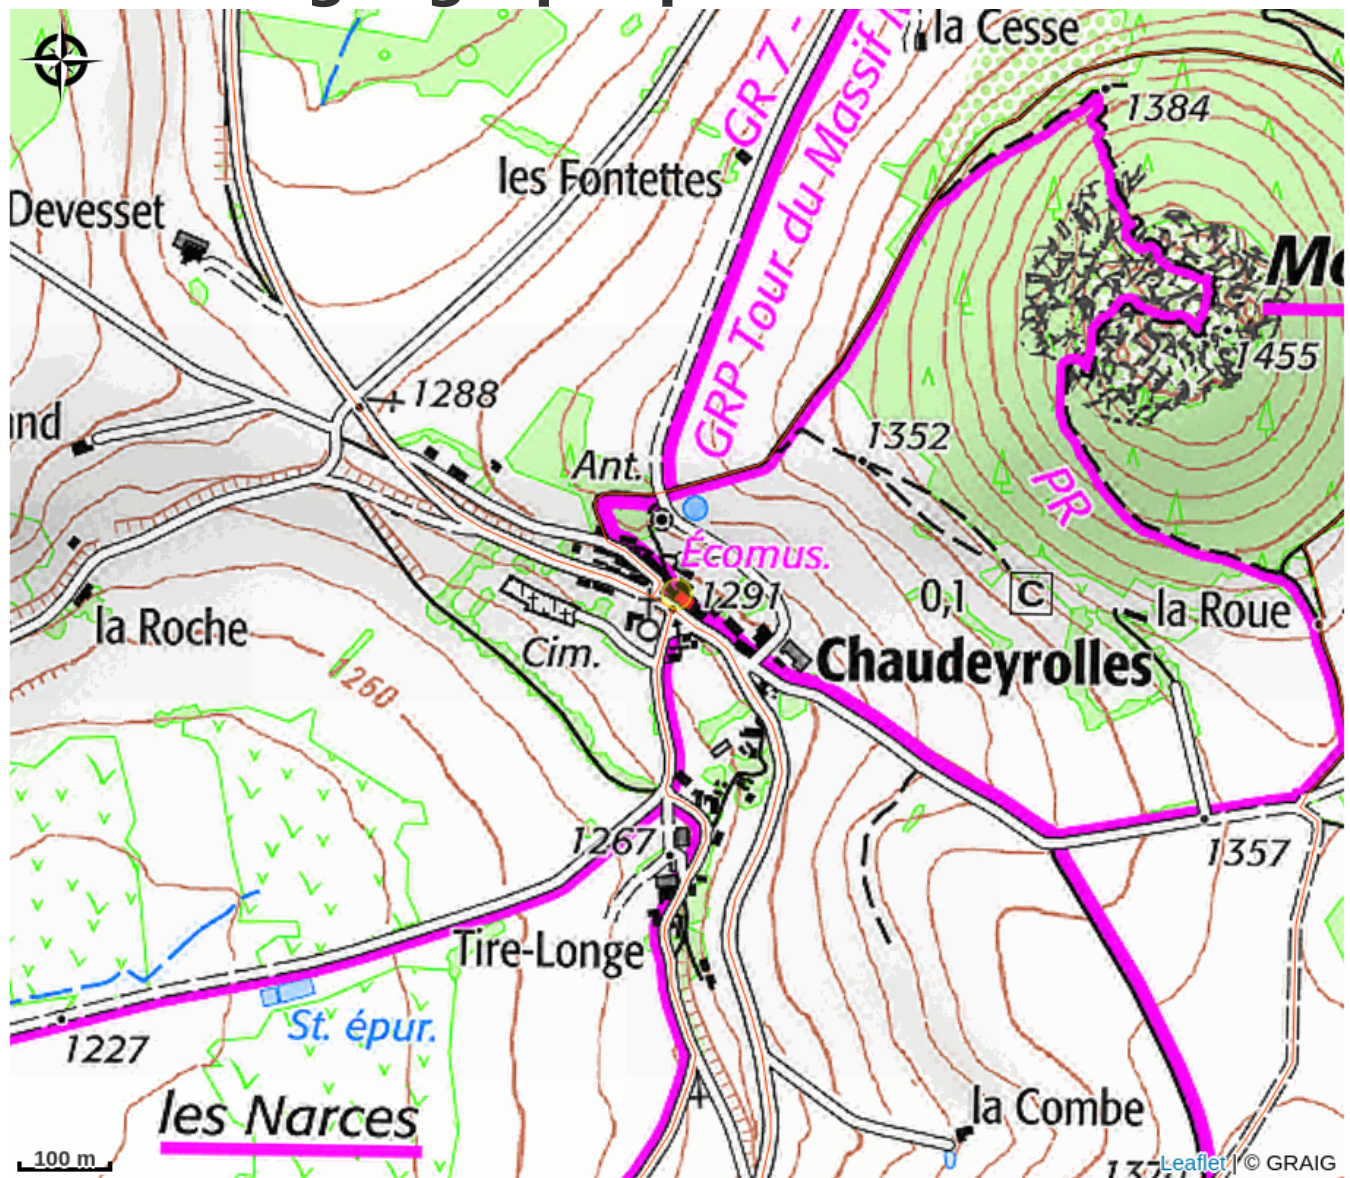 la Cesse
GR 7 -
GRP Tour du Massif
1384
les Fontettes
Devesset
1455
1288
1352
Ant.
PR
Écomus.
1291
0,1 C
la Roue
la Roche
Cim.
Chaudeyrolles
1250
1267
1357
Tire-Longe
St. épur.
1227
les Narces
la Combe
100 m
Leaflet | © GRAIG